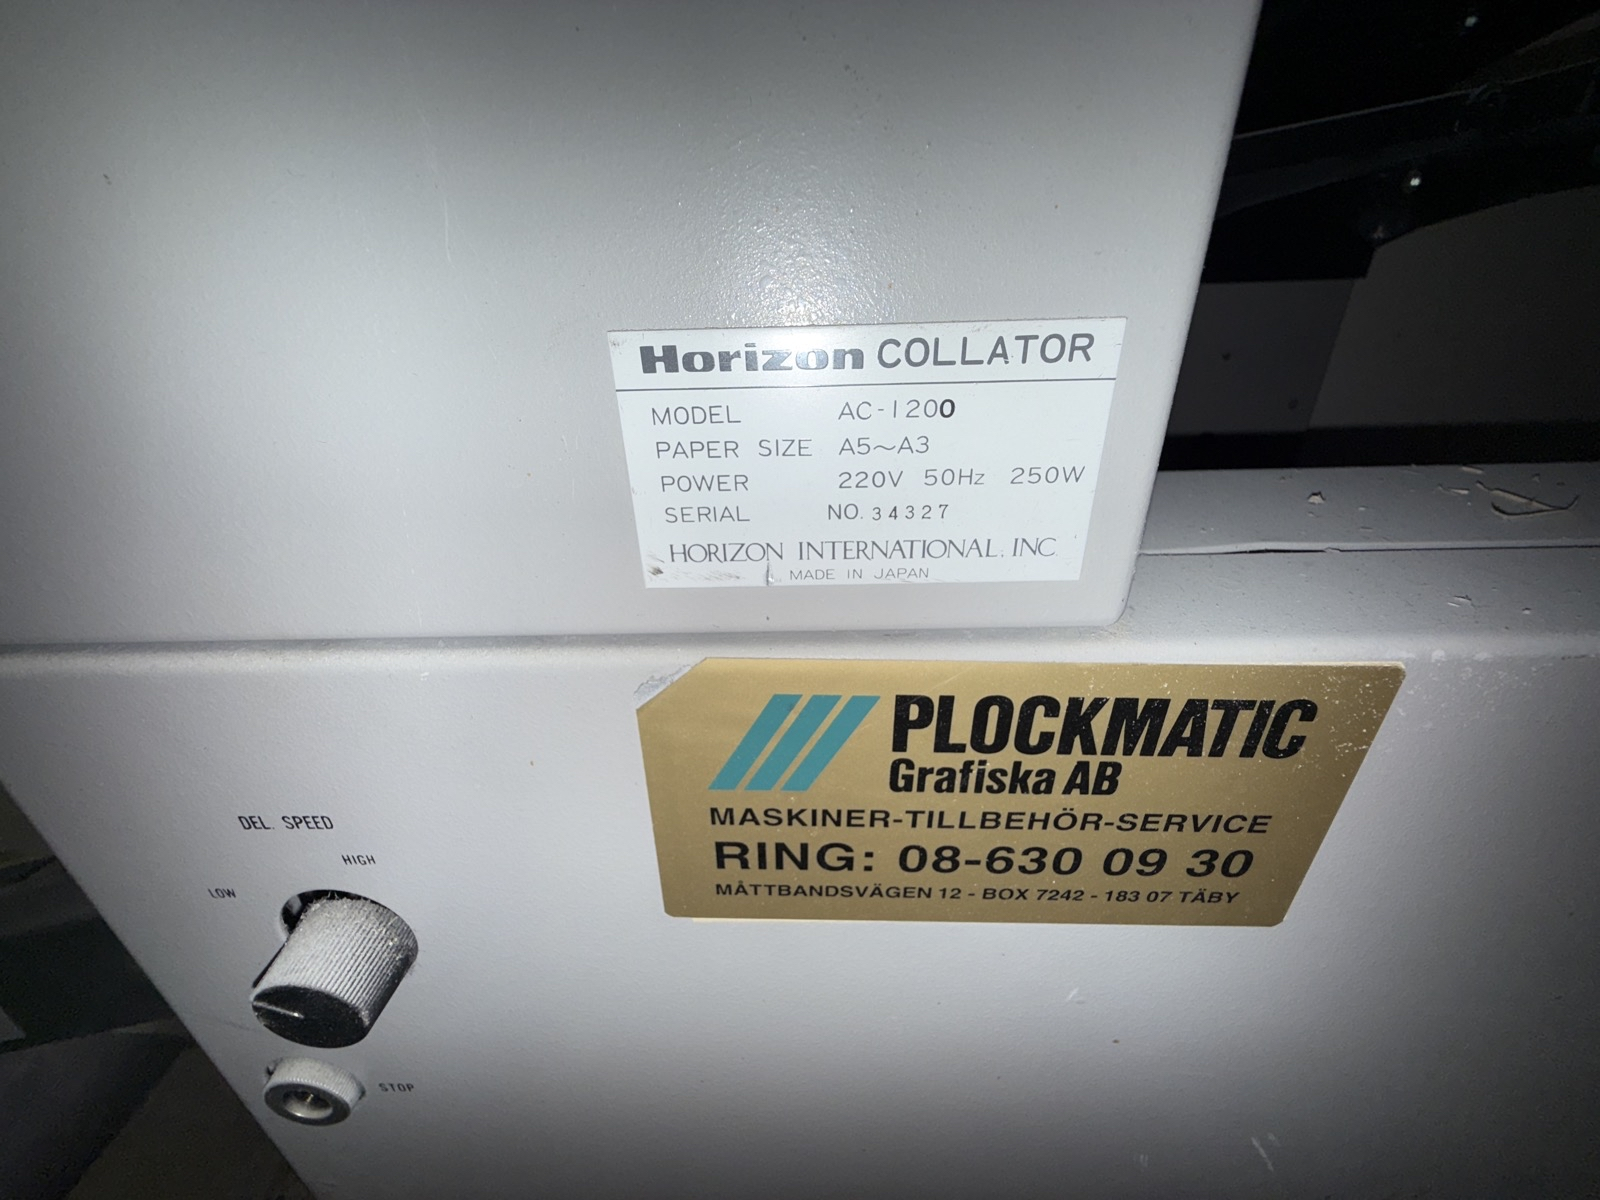 Horizon COLLATOR
MODEL AC-1200
PAPER SIZE A5~A3
POWER 220V 50Hz 250W
SERIAL NO. 34327
HORIZON INTERNATIONAL. INC
MADE IN JAPAN
PLOCKMATIC
Grafiska AB
MASKINER-TILLBEHÖR-SERVICE
RING: 08-630 09 30
MÅTTBANDSVÄGEN 12 - BOX 7242 - 183 07 TÄBY
DEL. SPEED
HIGH
LOW
STOP